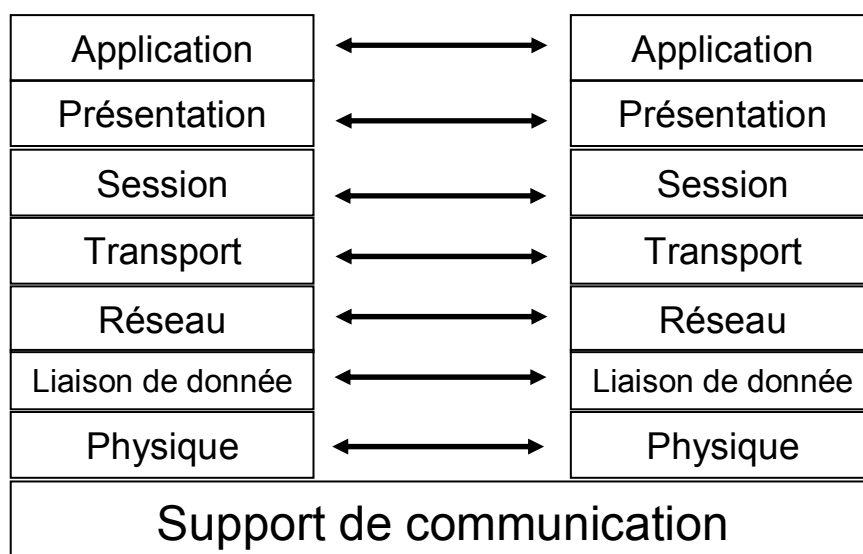 Application Application
Présentation Présentation
Session Session
Transport Transport
Réseau Réseau
Liaison de donnée Liaison de donnée
Physique Physique
Support de communication